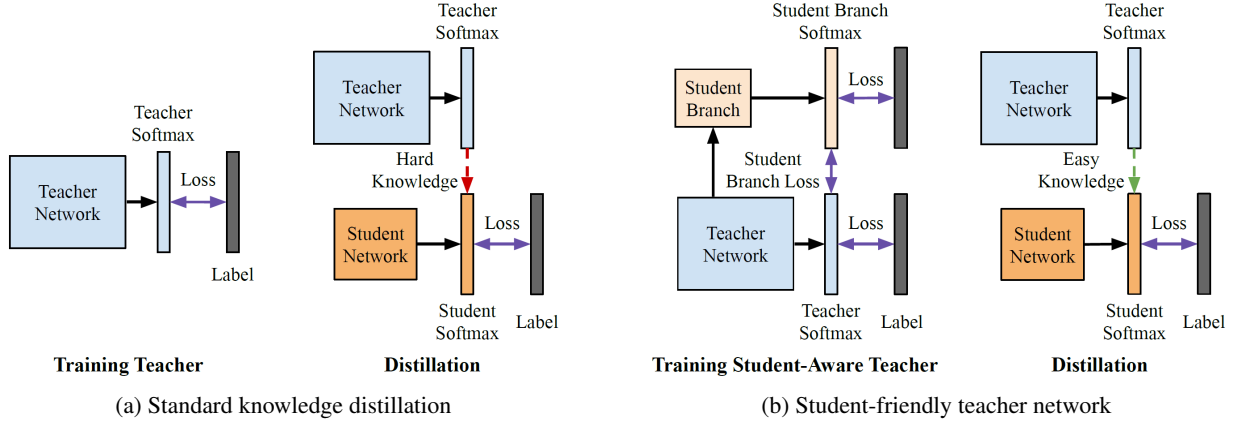 Teacher
Softmax
Teacher
Network
Loss
Label
Training Teacher
Teacher
Softmax
Teacher
Network
Hard
Knowledge
Student
Network
Loss
Student
Softmax
Label
Distillation
(a) Standard knowledge distillation
Student Branch
Softmax
Student
Branch
Loss
Student
Branch Loss
Teacher
Network
Loss
Teacher
Softmax
Label
Training Student-Aware Teacher
Teacher
Softmax
Teacher
Network
Easy
Knowledge
Student
Network
Loss
Student
Softmax
Label
Distillation
(b) Student-friendly teacher network